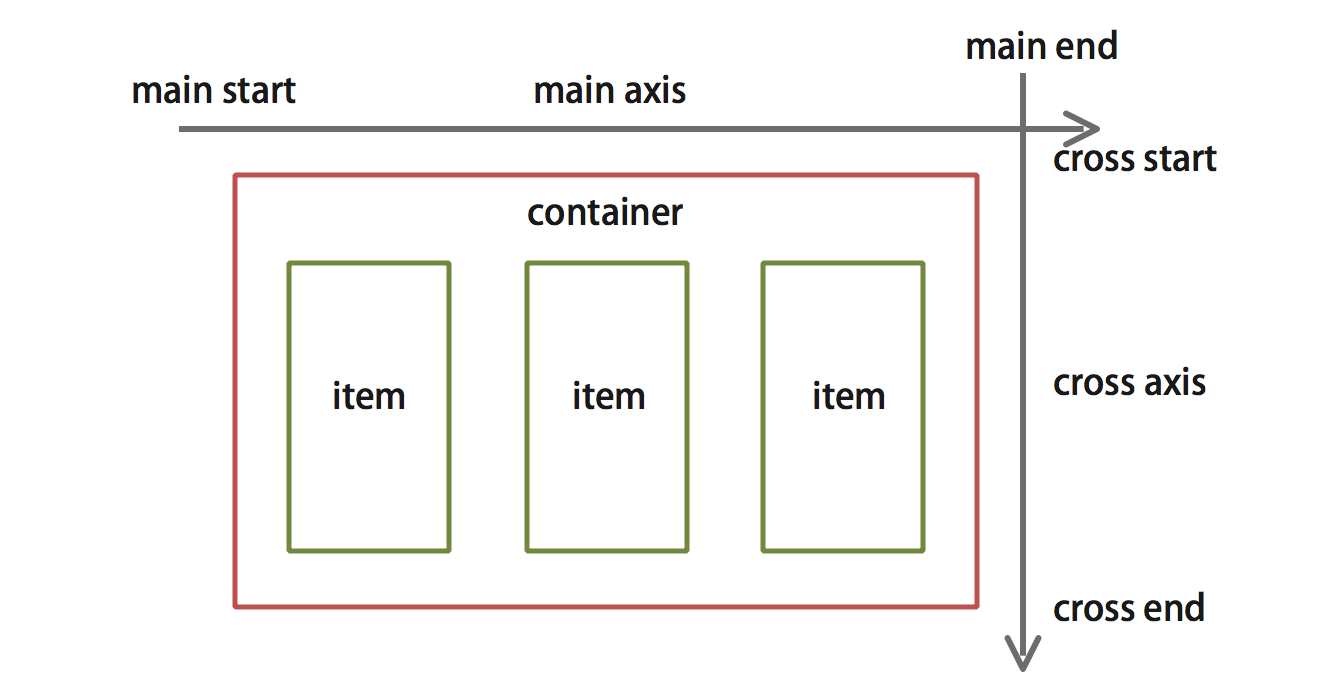 main end
main start
main axis
cross start
container
item
item
item
cross axis
cross end